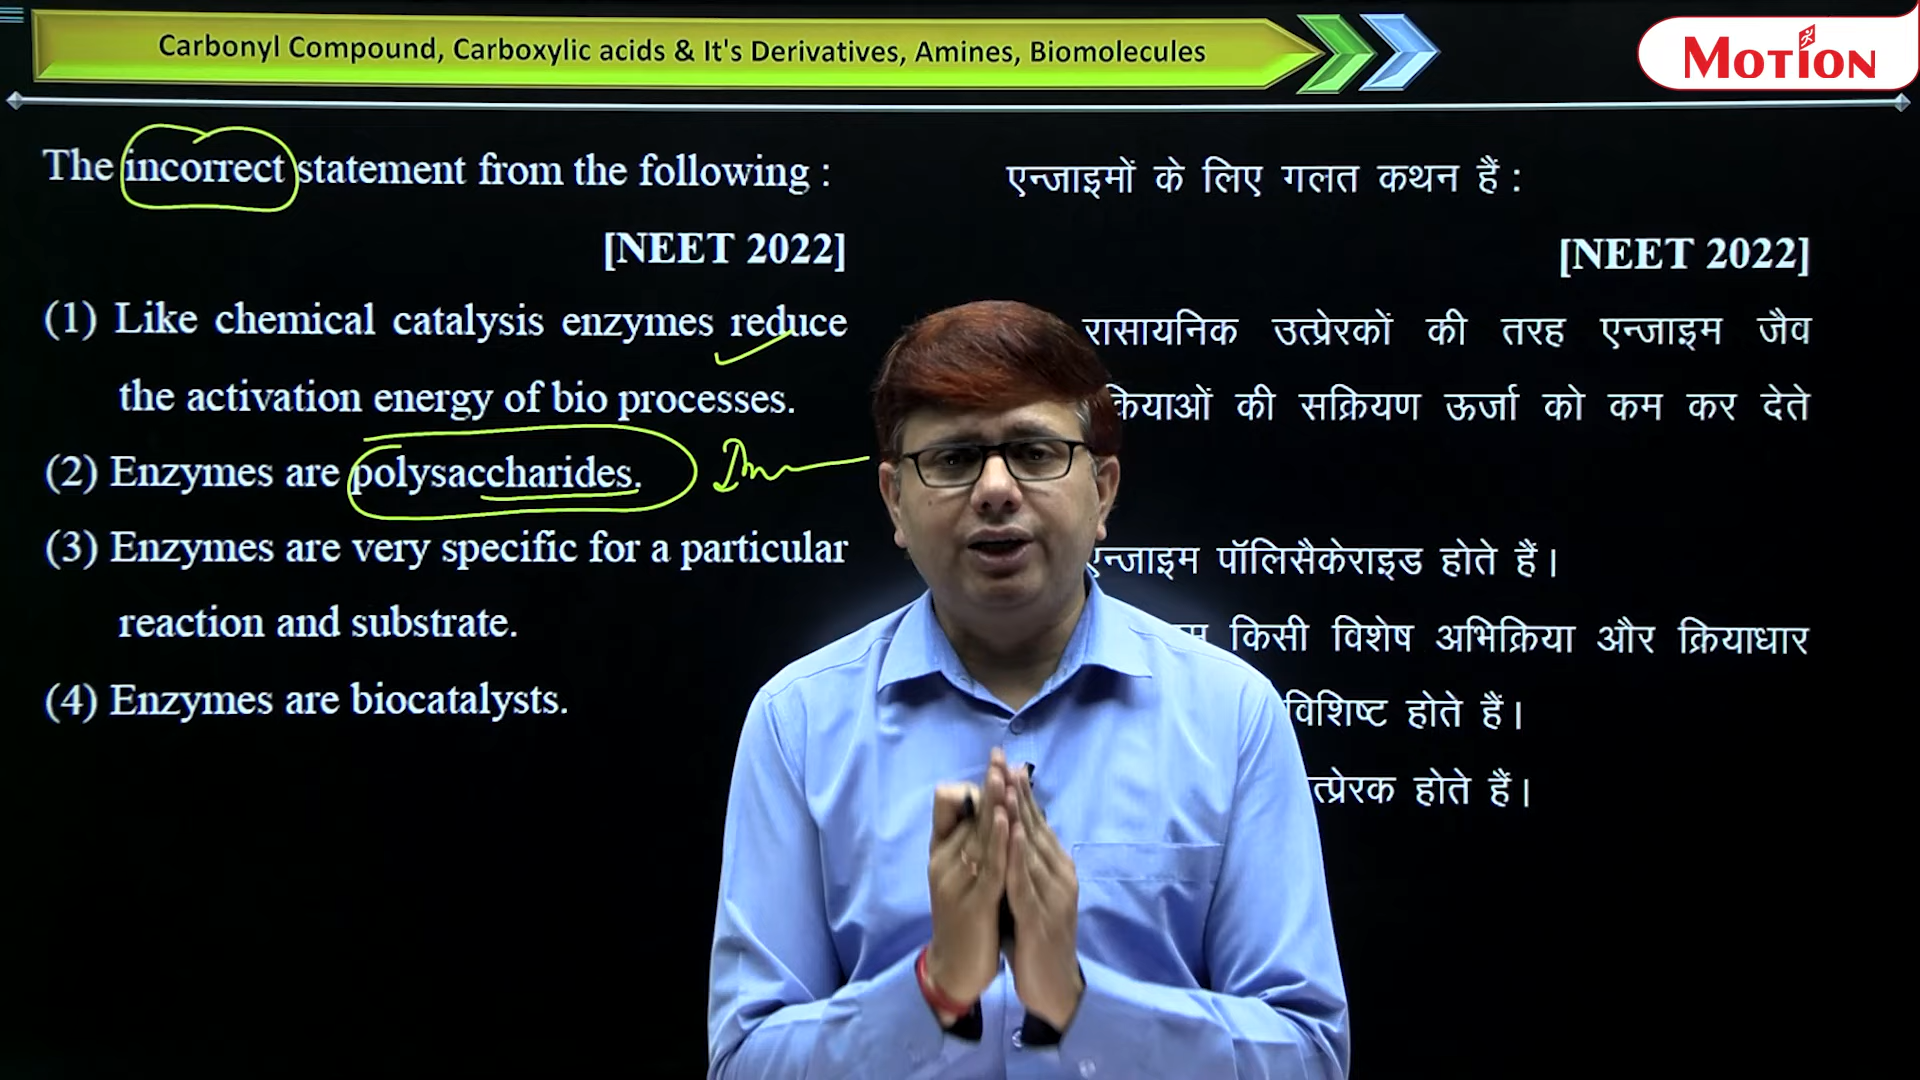 Carbonyl Compound, Carboxylic acids & It's Derivatives, Amines, Biomolecules
MOTION
The incorrect statement from the following :
[NEET 2022]
(1) Like chemical catalysis enzymes reduce
the activation energy of bio processes.
(2) Enzymes are polysaccharides.
(3) Enzymes are very specific for a particular
reaction and substrate.
(4) Enzymes are biocatalysts.
एन्जाइमों के लिए गलत कथन हैं :
[NEET 2022]
रासायनिक उत्प्रेरकों की तरह एन्जाइम जैव
की सक्रियण ऊर्जा को कम कर देते
एन्जाइम पॉलिसैकेराइड होते हैं।
किसी विशेष अभिक्रिया और क्रियाधार
विशिष्ट होते हैं।
होते हैं।